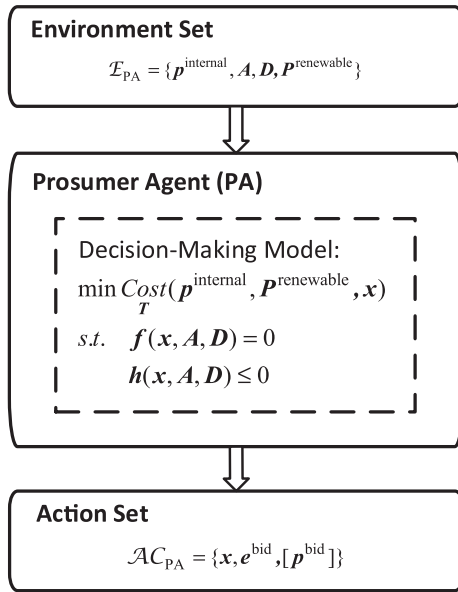 Environment Set
ℰ_PA = {p^internal, A, D, P^renewable}
Prosumer Agent (PA)
Decision-Making Model:
min Cost(p^internal, P^renewable, x)
T
s.t. f(x, A, D) = 0
h(x, A, D) ≤ 0
Action Set
𝒜𝒞_PA = {x, e^bid, [p^bid]}